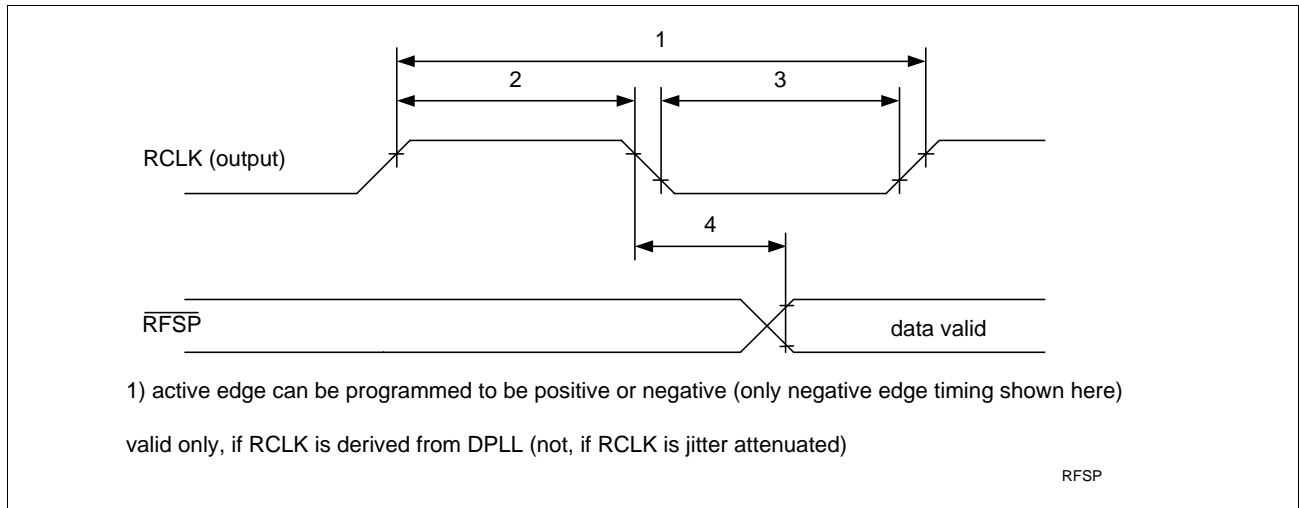 1
2 3
RCLK (output)
4
RFSP
data valid
1) active edge can be programmed to be positive or negative (only negative edge timing shown here)
valid only, if RCLK is derived from DPLL (not, if RCLK is jitter attenuated)
RFSP